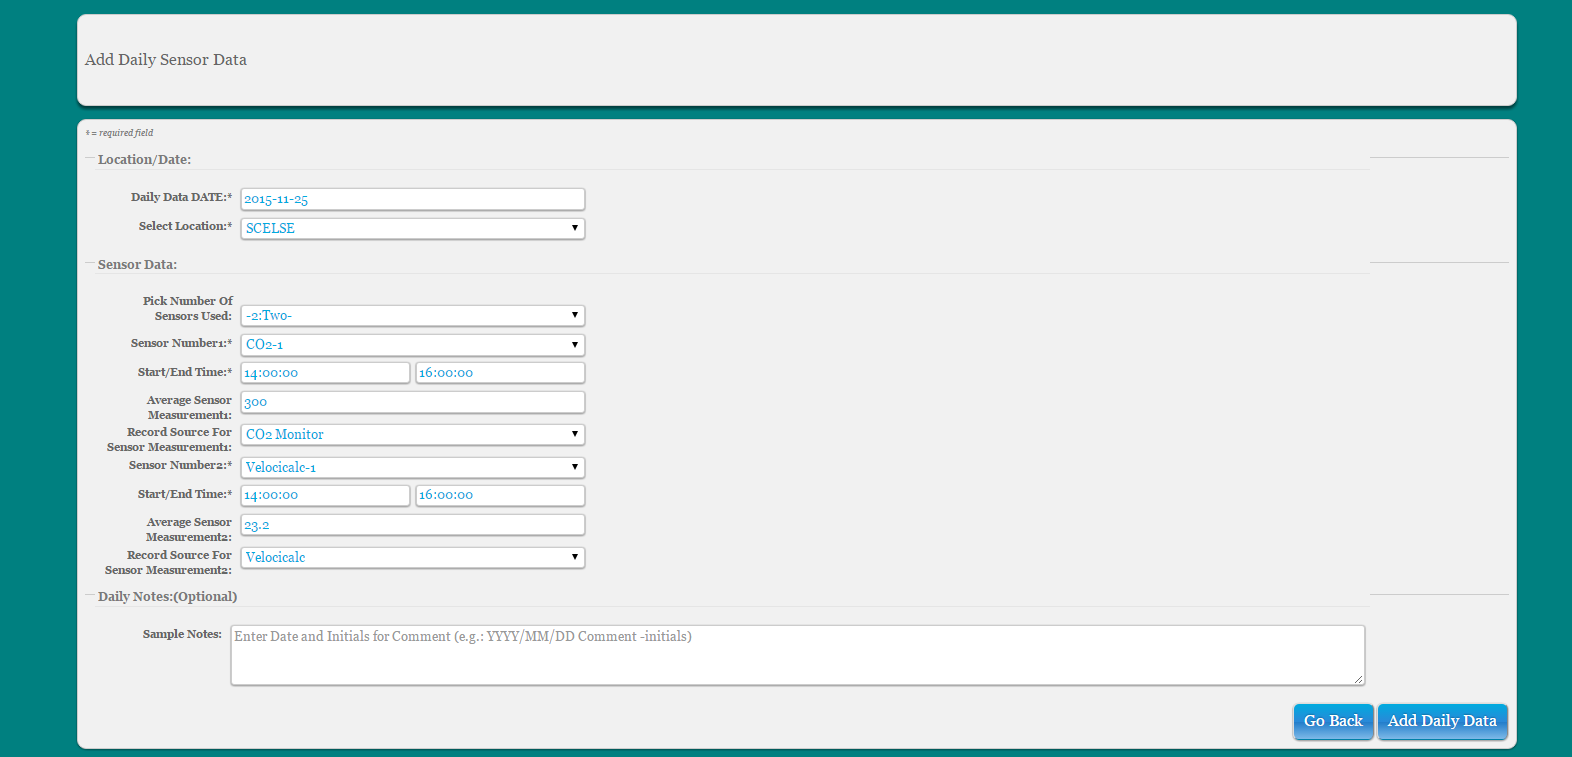 Add Daily Sensor Data
* = required field
Location/Date:
Daily Data DATE:* 2015-11-25
Select Location:* SCELSE
Sensor Data:
Pick Number Of
Sensors Used: -2:Two-
Sensor Number1:* CO2-1
Start/End Time:* 14:00:00 16:00:00
Average Sensor
Measurement1: 300
Record Source For
Sensor Measurement1: CO2 Monitor
Sensor Number2:* Velocicalc-1
Start/End Time:* 14:00:00 16:00:00
Average Sensor
Measurement2: 23.2
Record Source For
Sensor Measurement2: Velocicalc
Daily Notes:(Optional)
Sample Notes: Enter Date and Initials for Comment (e.g.: YYYY/MM/DD Comment -initials)
Go Back Add Daily Data